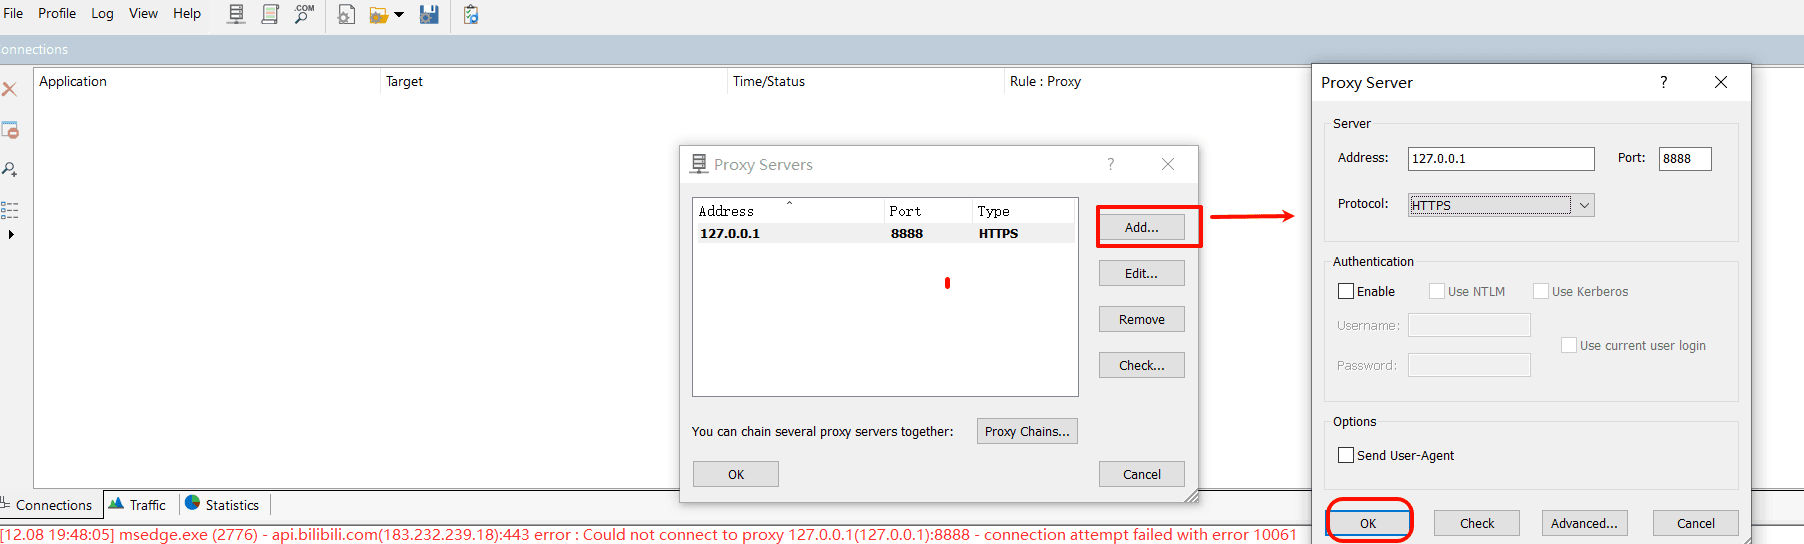 File Profile Log View Help
.COM
onnections
Application Target Time/Status Rule : Proxy
Proxy Servers ?
Address Port Type
127.0.0.1 8888 HTTPS
Add...
Edit...
Remove
Check...
You can chain several proxy servers together: Proxy Chains...
OK Cancel
Proxy Server ?
Server
Address: 127.0.0.1 Port: 8888
Protocol: HTTPS
Authentication
Enable Use NTLM Use Kerberos
Username:
Use current user login
Password:
Options
Send User-Agent
OK Check Advanced... Cancel
Connections Traffic Statistics
[12.08 19:48:05] msedge.exe (2776) - api.bilibili.com(183.232.239.18):443 error : Could not connect to proxy 127.0.0.1(127.0.0.1):8888 - connection attempt failed with error 10061